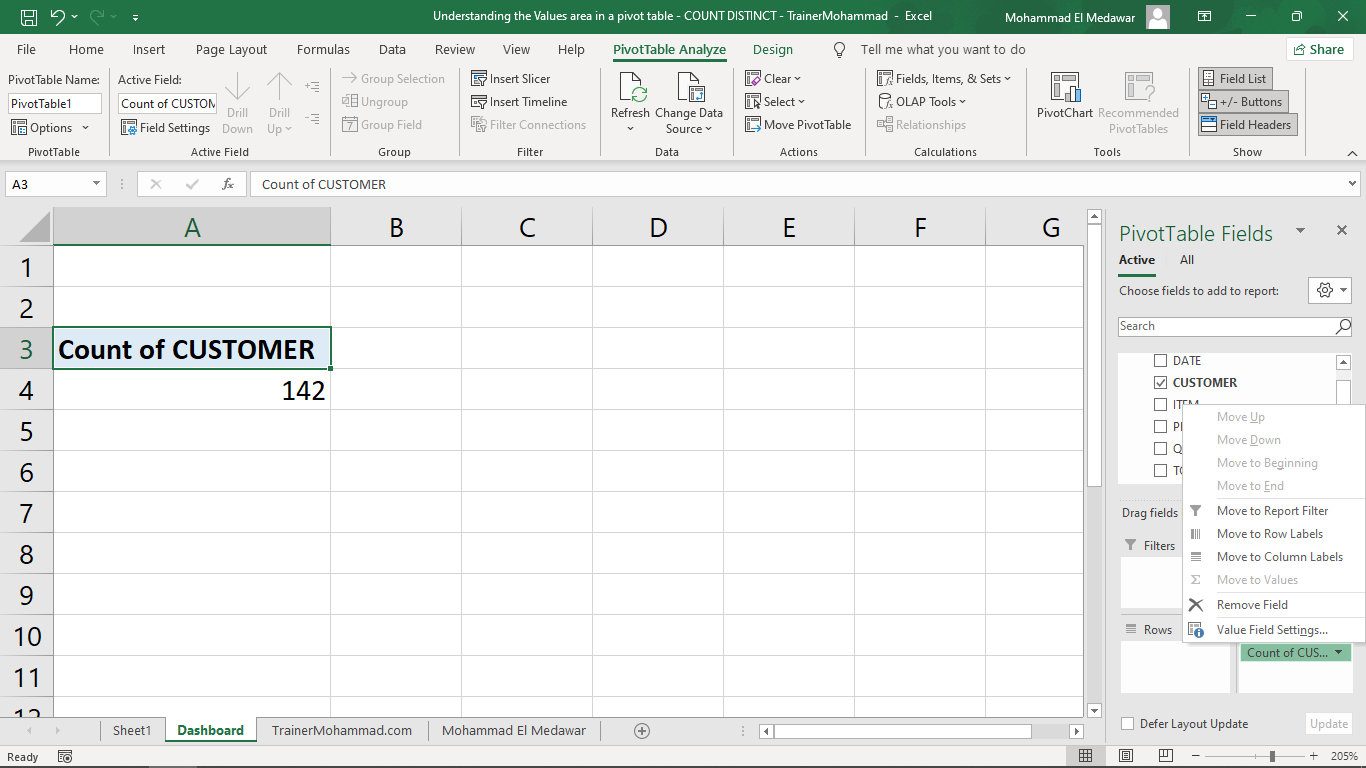 Understanding the Values area in a pivot table - COUNT DISTINCT - TrainerMohammad - Excel
Mohammad El Medawar
File Home Insert Page Layout Formulas Data Review View Help PivotTable Analyze Design Tell me what you want to do Share
PivotTable Name:
PivotTable1
Options
PivotTable
Active Field:
Count of CUSTOM
Field Settings
Drill Down
Drill Up
Active Field
Group Selection
Ungroup
Group Field
Group
Insert Slicer
Insert Timeline
Filter Connections
Filter
Refresh
Change Data Source
Data
Clear
Select
Move PivotTable
Actions
Fields, Items, & Sets
OLAP Tools
Relationships
Calculations
PivotChart
Recommended PivotTables
Tools
Field List
+/- Buttons
Field Headers
Show
A3
fx
Count of CUSTOMER
A B C D E F G
1
2
3 Count of CUSTOMER
4 142
5
6
7
8
9
10
11
12
PivotTable Fields
Active All
Choose fields to add to report:
Search
DATE
CUSTOMER
ITEM
Move Up
Move Down
Move to Beginning
Move to End
Move to Report Filter
Move to Row Labels
Move to Column Labels
Move to Values
Remove Field
Value Field Settings...
Drag fields
Filters
Rows
Count of CUS...
Defer Layout Update
Update
Sheet1 Dashboard TrainerMohammad.com Mohammad El Medawar
Ready
205%